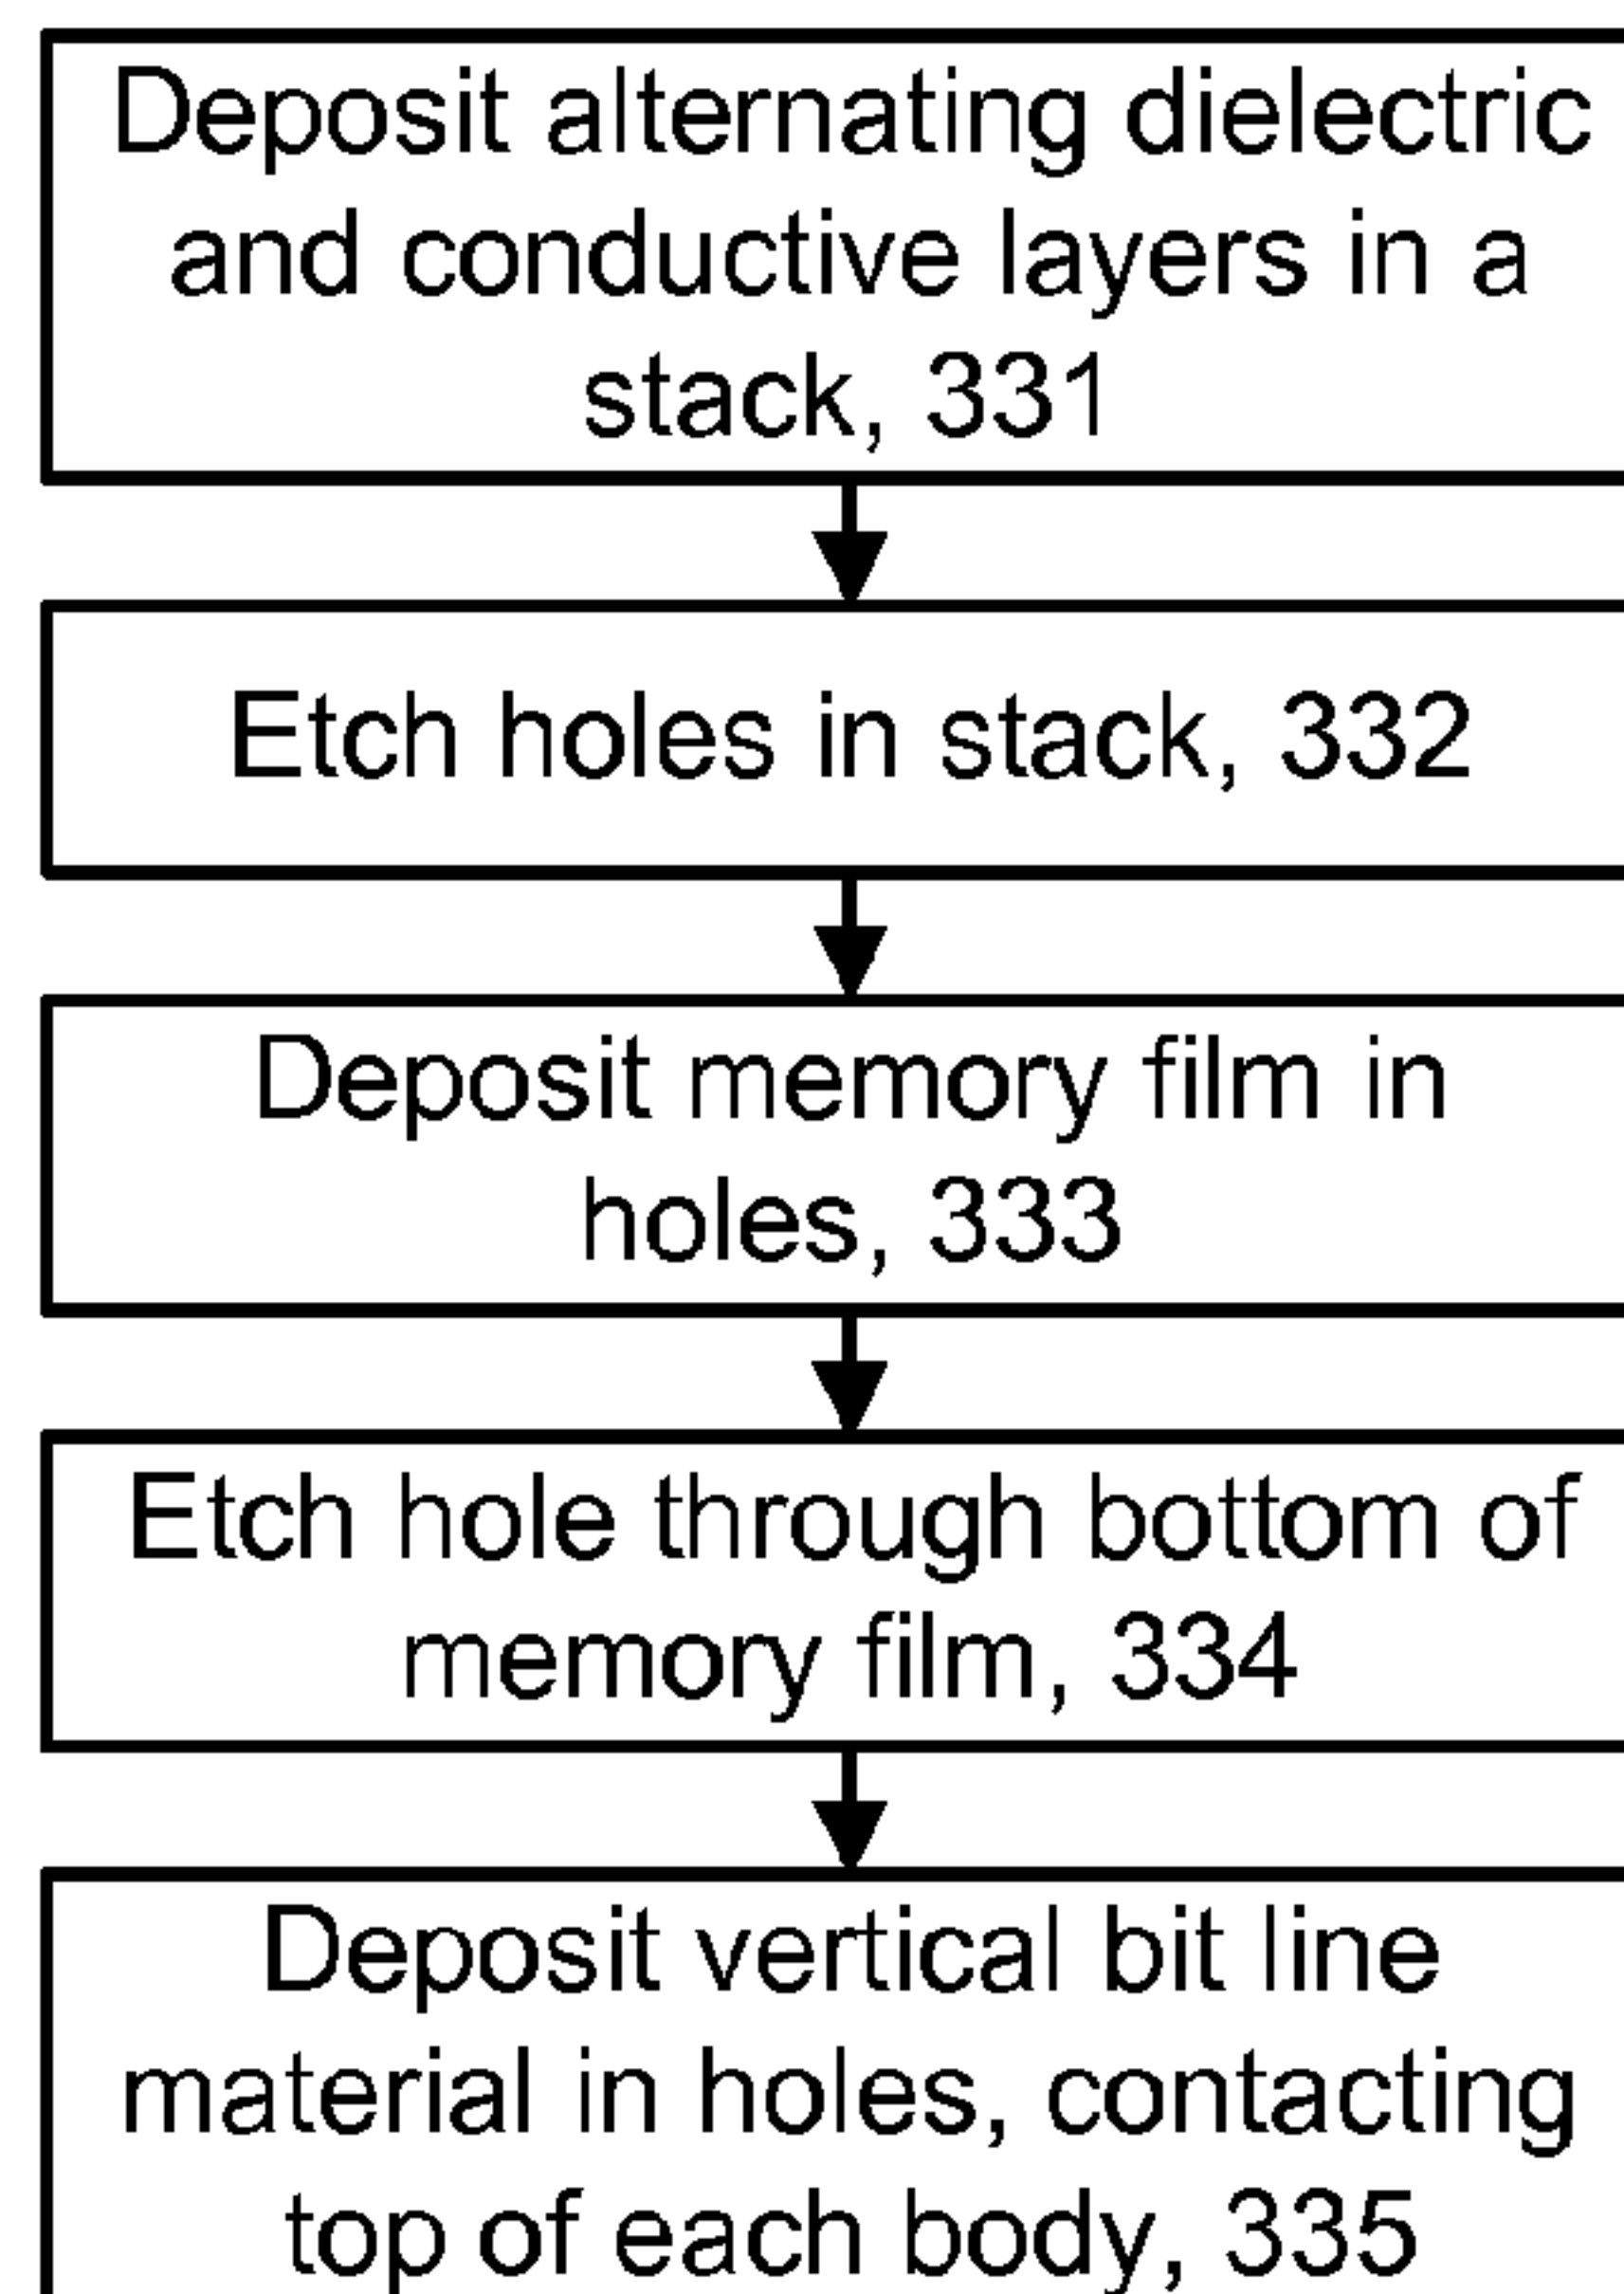 Deposit alternating dielectric
and conductive layers in a
stack, 331
Etch holes in stack, 332
Deposit memory film in
holes, 333
Etch hole through bottom of
memory film, 334
Deposit vertical bit line
material in holes, contacting
top of each body, 335